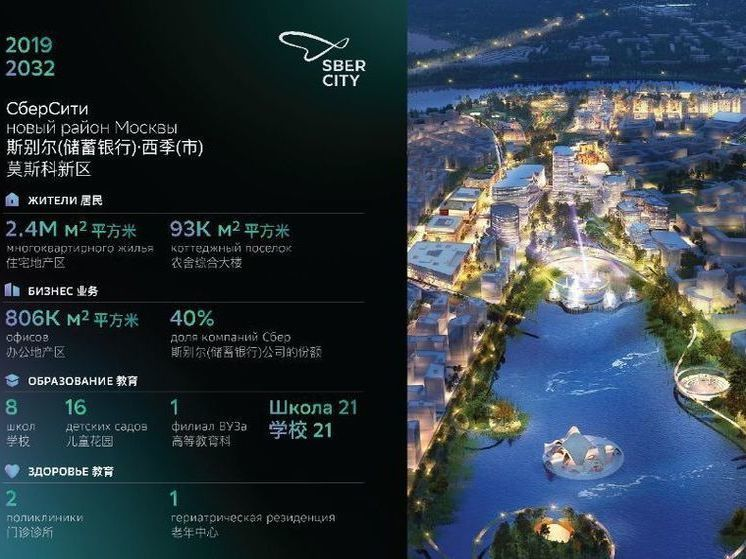 2019
2032
SBER
CITY
СберСити
новый район Москвы
斯别尔(储蓄银行)·西季(市)
莫斯科新区
ЖИТЕЛИ 居民
2.4М м² 平方米
многоквартирного жилья
住宅地产区
93К м² 平方米
коттеджный поселок
农舍综合大楼
БИЗНЕС 业务
806К м² 平方米
офисов
办公地产区
40%
доля компаний Сбер
斯别尔(储蓄银行)公司的份额
ОБРАЗОВАНИЕ 教育
8
школ
学校
16
детских садов
儿童花园
1
филиал ВУЗа
高等教育科
Школа 21
学校 21
ЗДОРОВЬЕ 教育
2
поликлиники
门诊诊所
1
гериатрическая резиденция
老年中心